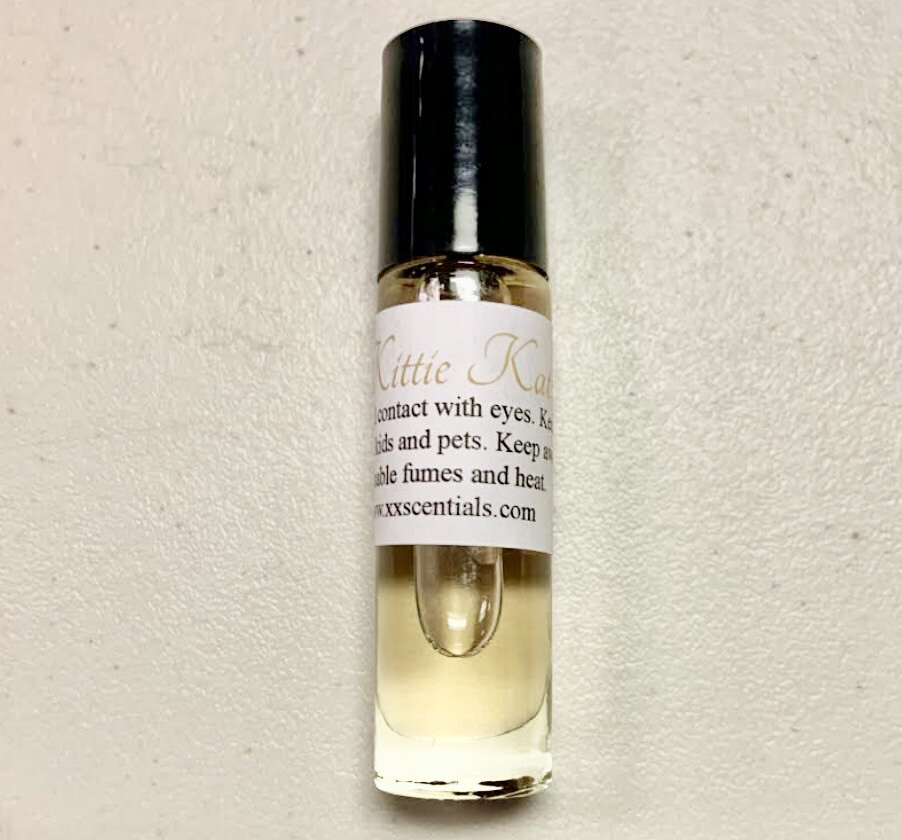 Kittie Kat
contact with eyes. Ke
kids and pets. Keep aw
able fumes and heat.
w.xxscentials.com